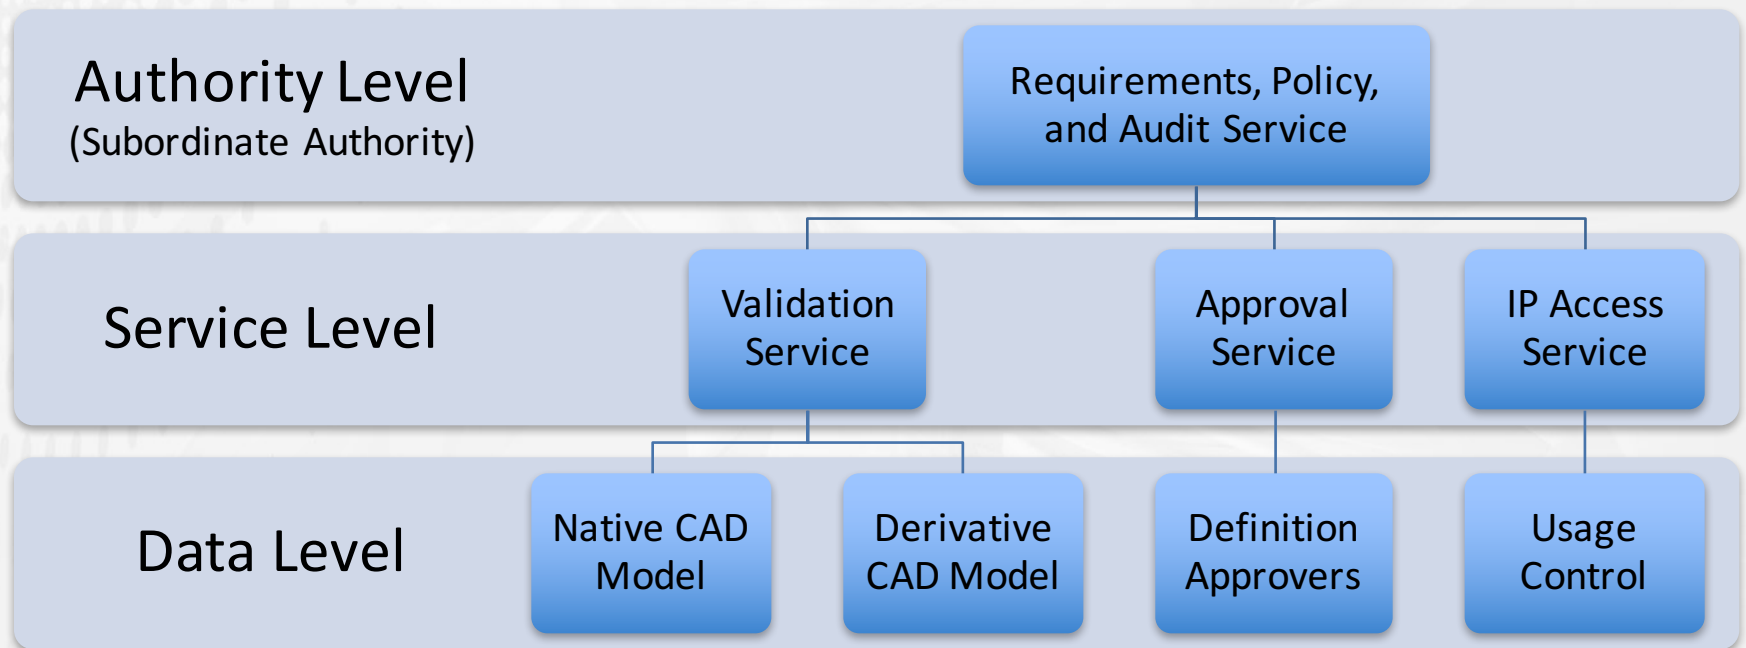 Authority Level
(Subordinate Authority)
Requirements, Policy,
and Audit Service
Service Level
Validation
Service
Approval
Service
IP Access
Service
Data Level
Native CAD
Model
Derivative
CAD Model
Definition
Approvers
Usage
Control